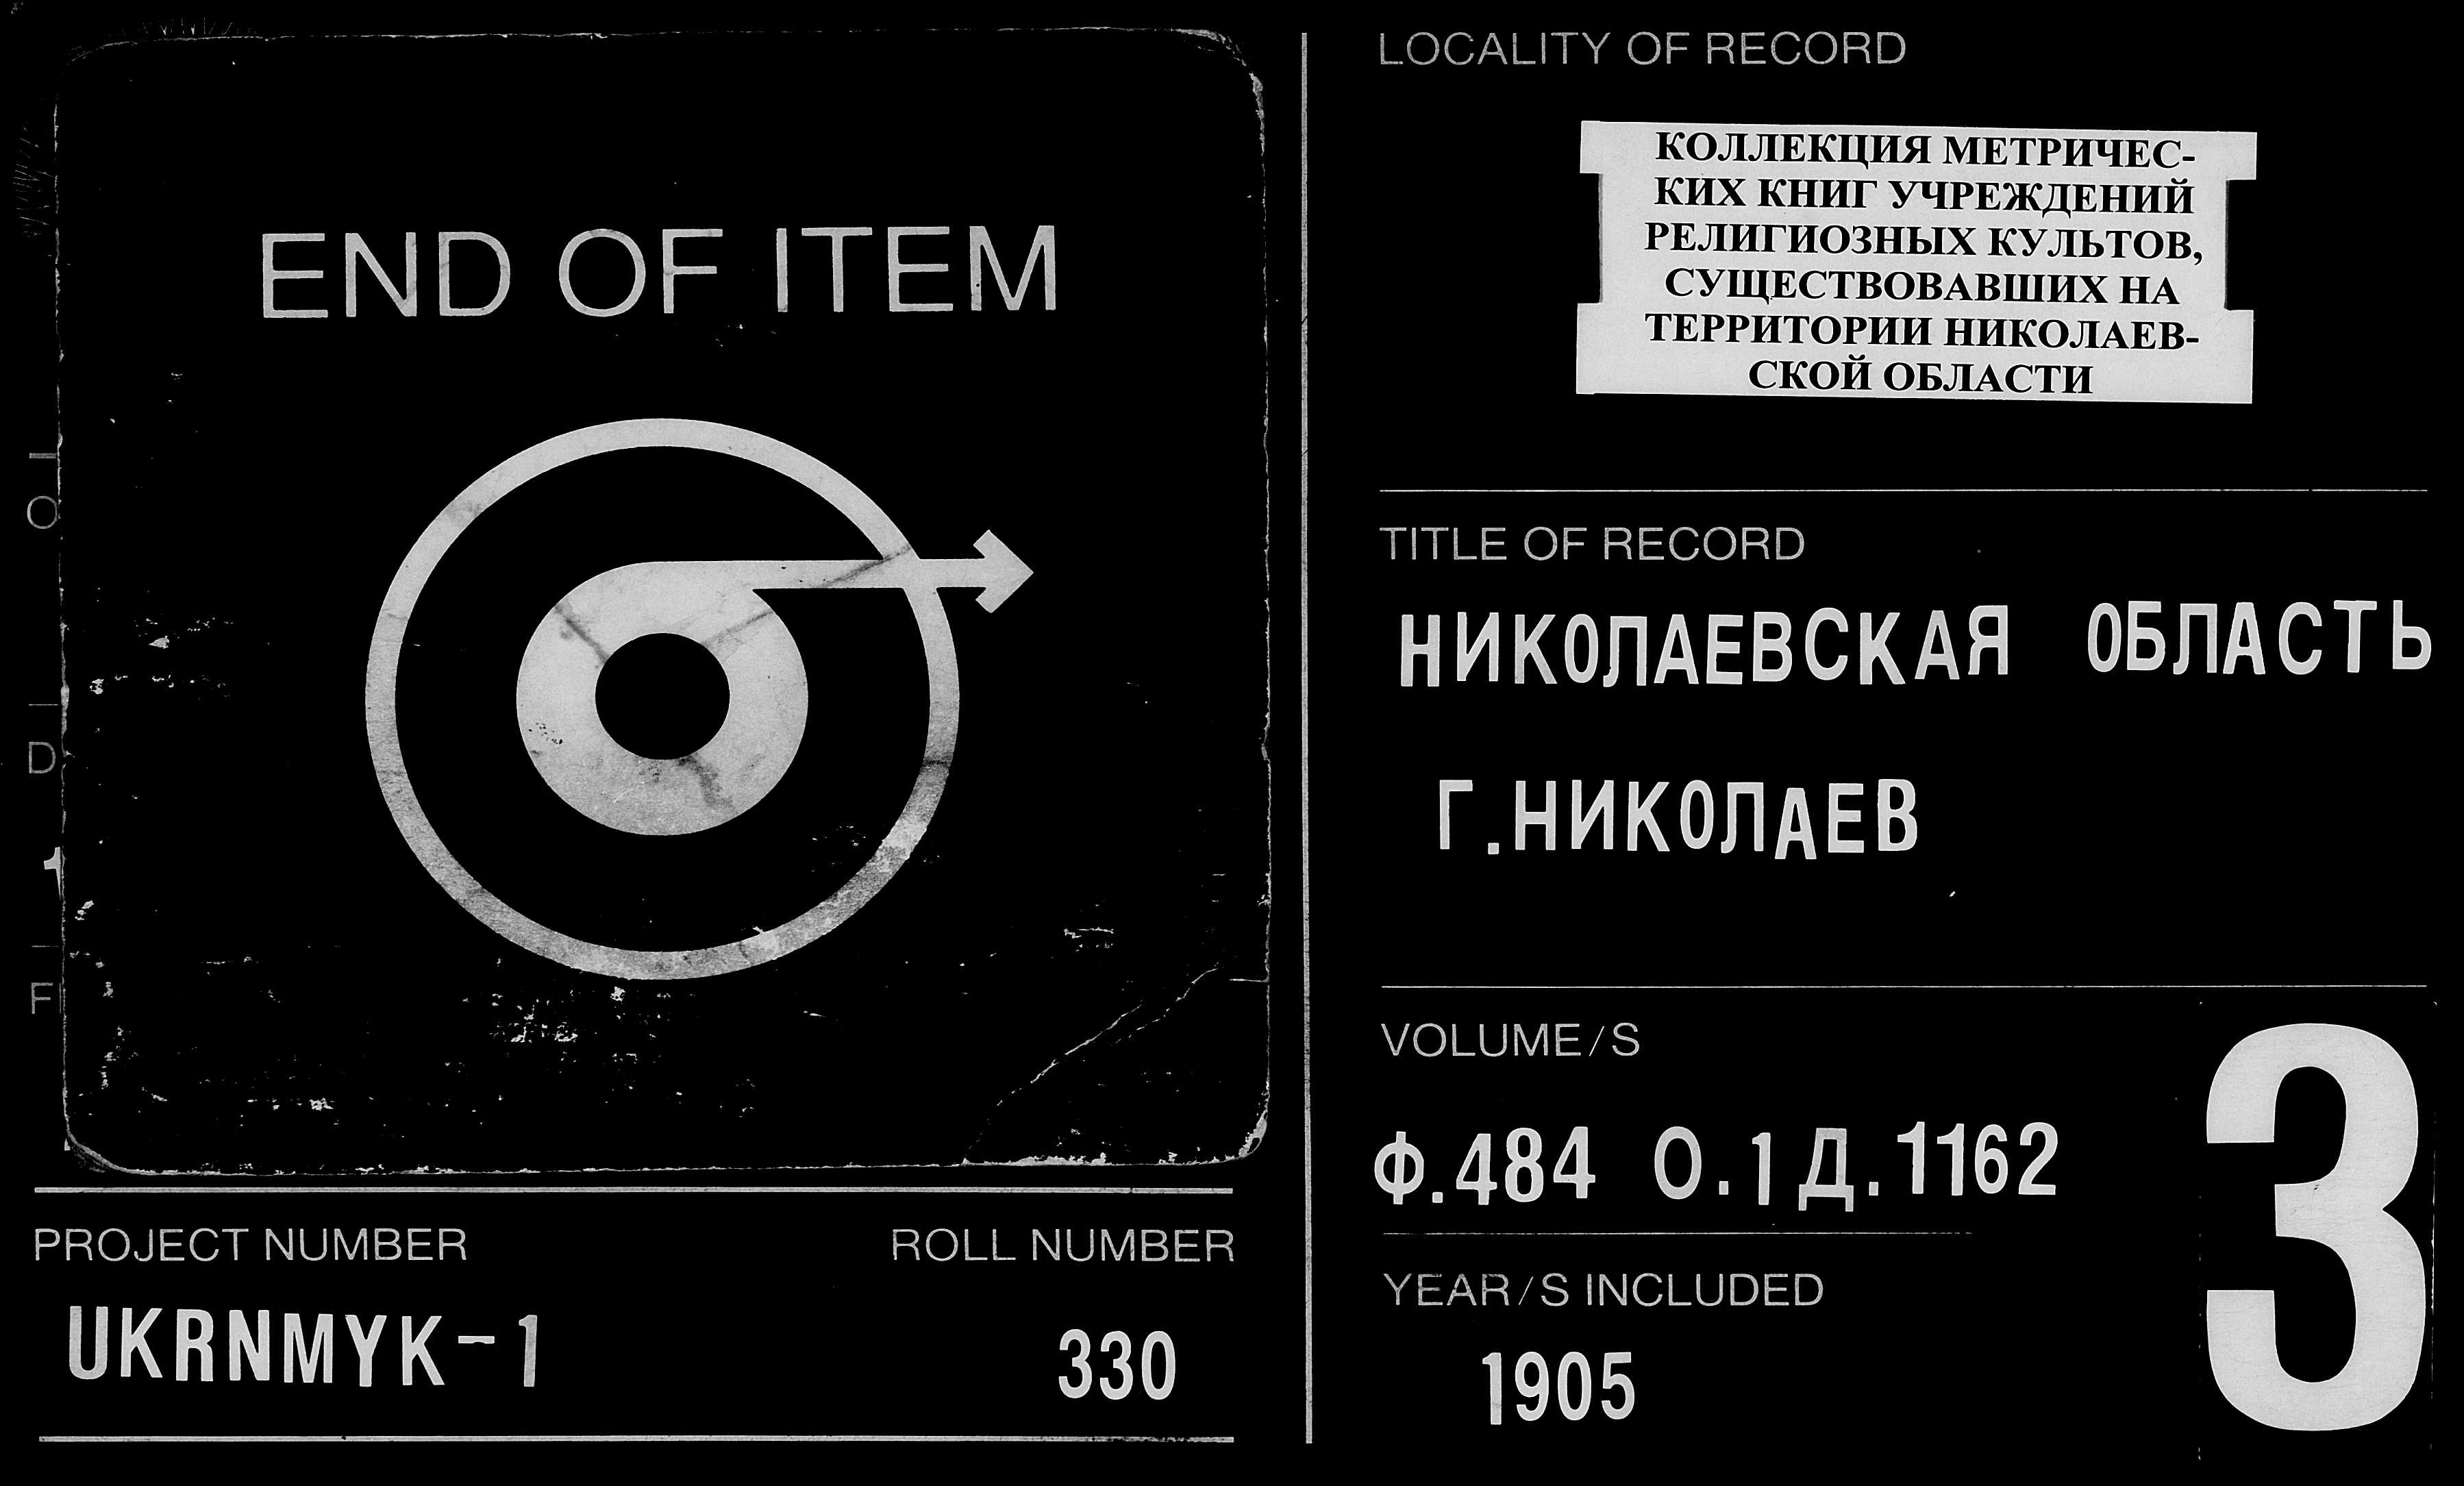 END OF ITEM
O
D
1
F
PROJECT NUMBER
ROLL NUMBER
UKRNMYK-1
330
LOCALITY OF RECORD
КОЛЛЕКЦИЯ МЕТРИЧЕС-
КИХ КНИГ УЧРЕЖДЕНИЙ
РЕЛИГИОЗНЫХ КУЛЬТОВ,
СУЩЕСТВОВАВШИХ НА
ТЕРРИТОРИИ НИКОЛАЕВ-
СКОЙ ОБЛАСТИ
TITLE OF RECORD
НИКОЛАЕВСКАЯ ОБЛАСТЬ
Г.НИКОЛАЕВ
VOLUME/S
Ф.484 О.1 Д.1162
YEAR/S INCLUDED
1905
3